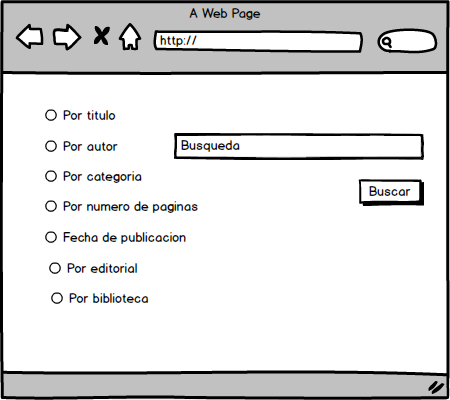 A Web Page
http://
Por titulo
Por autor
Busqueda
Por categoria
Buscar
Por numero de paginas
Fecha de publicacion
Por editorial
Por biblioteca